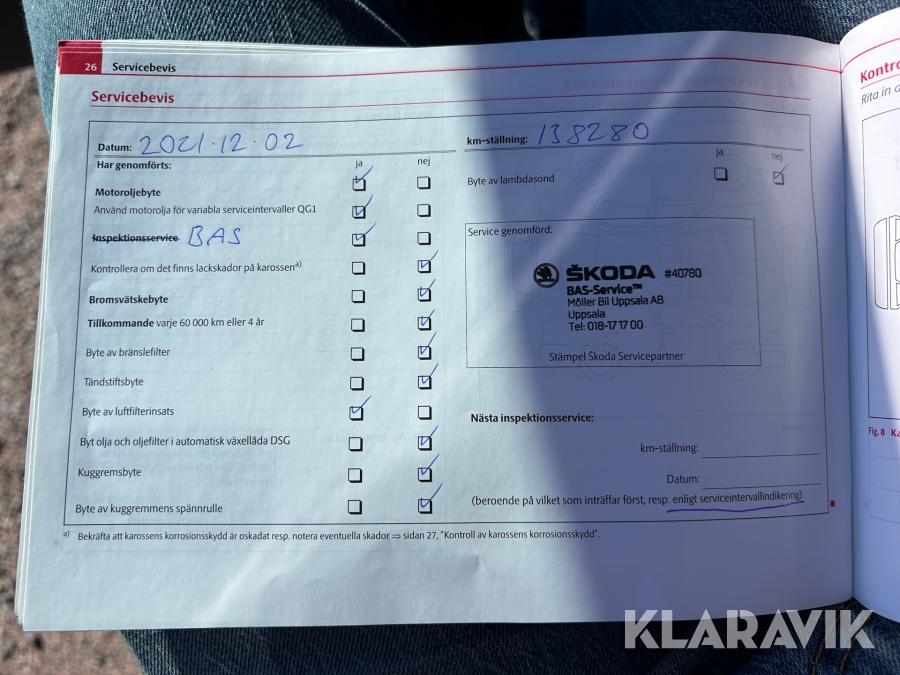 26 Servicebevis
Servicebevis
Datum: 2021.12.02
Har genomförts: ja nej
Motoroljebyte
Använd motorolja för variabla serviceintervaller QG1
Inspektionsservice BAS
Kontrollera om det finns lackskador på karossen a)
Bromsvätskebyte
Tillkommande varje 60 000 km eller 4 år
Byte av bränslefilter
Tändstiftsbyte
Byte av luftfilterinsats
Byt olja och oljefilter i automatisk växellåda DSG
Kuggremsbyte
Byte av kuggremmens spännrulle
km-ställning: 138280
ja nej
Byte av lambdasond
Service genomförd:
ŠKODA #40780
BAS-Service™
Möller Bil Uppsala AB
Uppsala
Tel: 018-17 17 00
Stämpel Škoda Servicepartner
Nästa inspektionsservice:
km-ställning:
Datum:
(beroende på vilket som inträffar först, resp. enligt serviceintervallindikering)
a) Bekräfta att karossens korrosionsskydd är oskadat resp. notera eventuella skador ⇒ sidan 27, "Kontroll av karossens korrosionsskydd".
Kontro
Rita in
Fig. 8 Ka
KLARAVIK